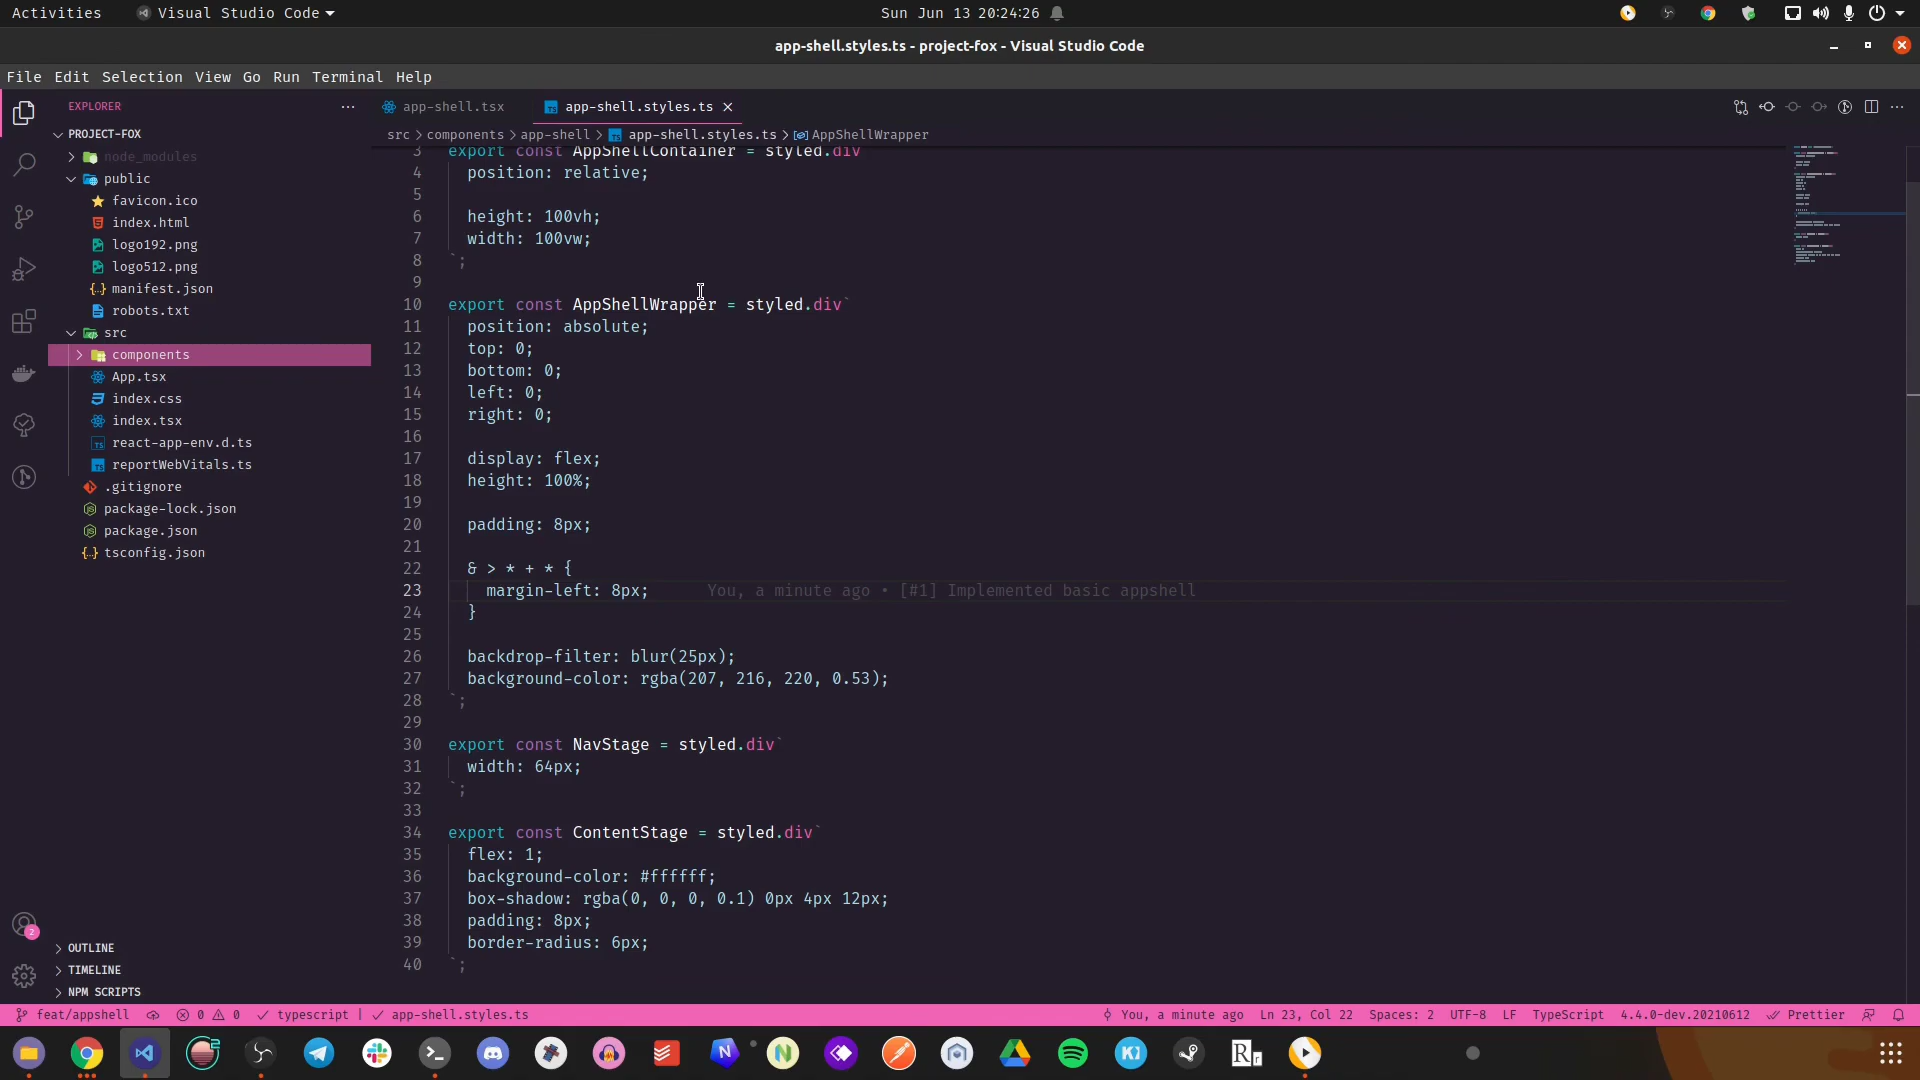 Activities
Visual Studio Code
Sun Jun 13 20:24:26
app-shell.styles.ts - project-fox - Visual Studio Code
File Edit Selection View Go Run Terminal Help
EXPLORER
PROJECT-FOX
node_modules
public
favicon.ico
index.html
logo192.png
logo512.png
manifest.json
robots.txt
src
components
App.tsx
index.css
index.tsx
react-app-env.d.ts
reportWebVitals.ts
.gitignore
package-lock.json
package.json
tsconfig.json
OUTLINE
TIMELINE
NPM SCRIPTS
app-shell.tsx
app-shell.styles.ts
src > components > app-shell > app-shell.styles.ts > AppShellWrapper
3 export const AppShellContainer = styled.div
4 position: relative;
5
6 height: 100vh;
7 width: 100vw;
8 `;
9
10 export const AppShellWrapper = styled.div`
11 position: absolute;
12 top: 0;
13 bottom: 0;
14 left: 0;
15 right: 0;
16
17 display: flex;
18 height: 100%;
19
20 padding: 8px;
21
22 & > * + * {
23 margin-left: 8px; You, a minute ago • [#1] Implemented basic appshell
24 }
25
26 backdrop-filter: blur(25px);
27 background-color: rgba(207, 216, 220, 0.53);
28 `;
29
30 export const NavStage = styled.div`
31 width: 64px;
32 `;
33
34 export const ContentStage = styled.div`
35 flex: 1;
36 background-color: #ffffff;
37 box-shadow: rgba(0, 0, 0, 0.1) 0px 4px 12px;
38 padding: 8px;
39 border-radius: 6px;
40 `;
2
feat/appshell 0 0 typescript | app-shell.styles.ts
You, a minute ago Ln 23, Col 22 Spaces: 2 UTF-8 LF TypeScript 4.4.0-dev.20210612 Prettier